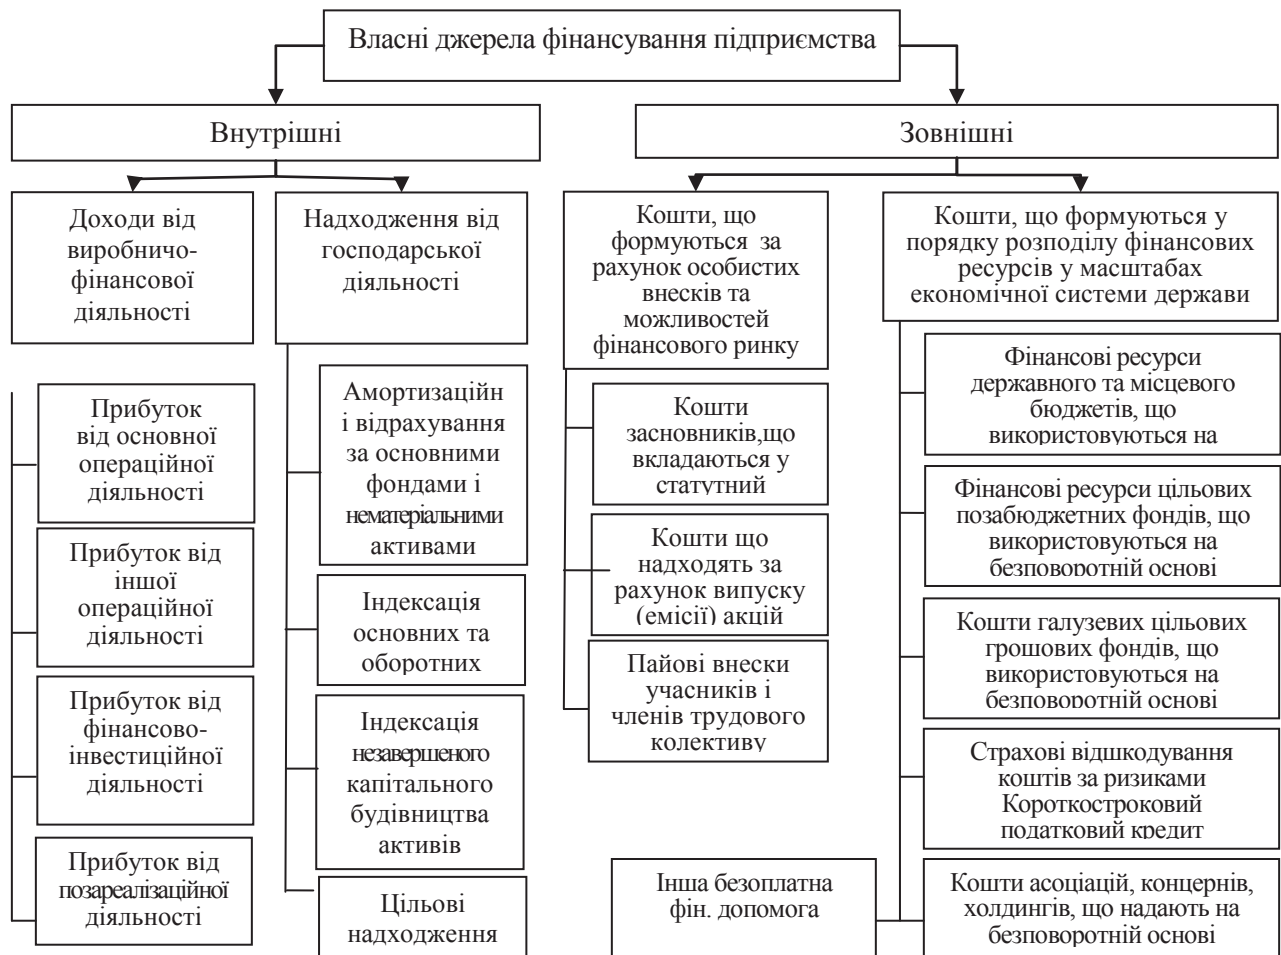 Власні джерела фінансування підприємства
Внутрішні
Зовнішні
Доходи від
виробничо-
фінансової
діяльності
Надходження від
господарської
діяльності
Кошти, що
формуються за
рахунок особистих
внесків та
можливостей
фінансового ринку
Кошти, що формуються у
порядку розподілу фінансових
ресурсів у масштабах
економічної системи держави
Прибуток
від основної
операційної
діяльності
Прибуток від
іншої
операційної
діяльності
Прибуток від
фінансово-
інвестиційної
діяльності
Прибуток від
позареалізаційної
діяльності
Амортизаційн
і відрахування
за основними
фондами і
нематеріальними
активами
Індексація
основних та
оборотних
Індексація
незавершеного
капітального
будівництва
активів
Цільові
надходження
Кошти
засновників,що
вкладаються у
статутний
Кошти що
надходять за
рахунок випуску
(емісії) акцій
Пайові внески
учасників і
членів трудового
колективу
Фінансові ресурси
державного та місцевого
бюджетів, що
використовуються на
Фінансові ресурси цільових
позабюджетних фондів, що
використовуються на
безповоротній основі
Кошти галузевих цільових
грошових фондів, що
використовуються на
безповоротній основі
Страхові відшкодування
коштів за ризиками
Короткостроковий
податковий кредит
Інша безоплатна
фін. допомога
Кошти асоціацій, концернів,
холдингів, що надають на
безповоротній основі